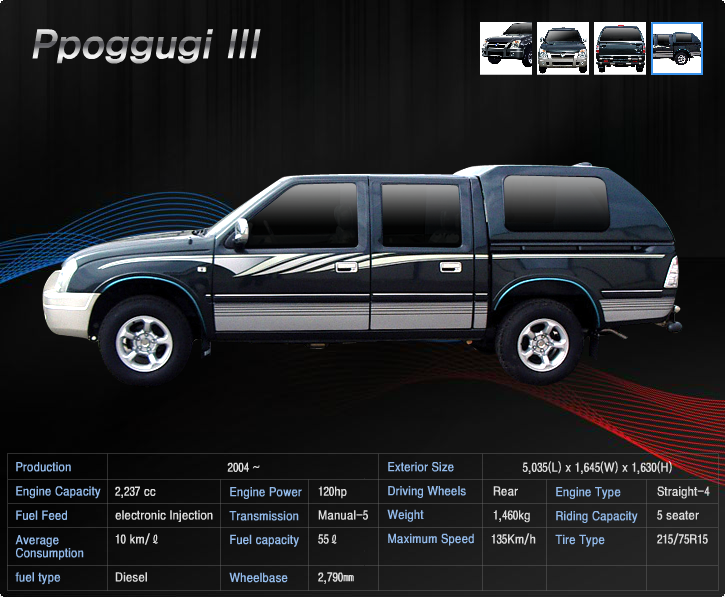 Ppoggugi III
Production 2004 ~ Exterior Size 5,035(L) x 1,645(W) x 1,630(H)
Engine Capacity 2,237 cc Engine Power 120hp Driving Wheels Rear Engine Type Straight-4
Fuel Feed electronic Injection Transmission Manual-5 Weight 1,460kg Riding Capacity 5 seater
Average Consumption 10 km/ℓ Fuel capacity 55ℓ Maximum Speed 135Km/h Tire Type 215/75R15
fuel type Diesel Wheelbase 2,790㎜